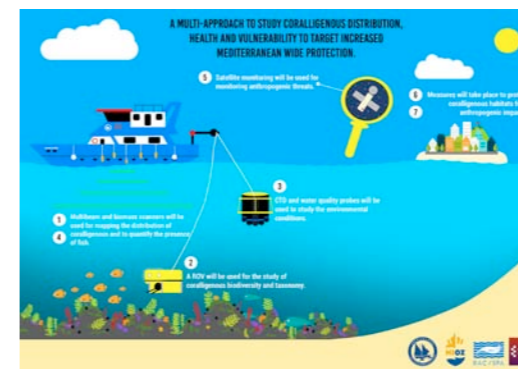 A MULTI-APPROACH TO STUDY CORALLIGENOUS DISTRIBUTION,
HEALTH AND VULNERABILITY TO TARGET INCREASED
MEDITERRANEAN WIDE PROTECTION.
5
Satellite monitoring will be used for
monitoring anthropogenic threats.
6
7
Measures will take place to
coralligenous habitats
anthropogenic
3
CTD and water quality probes will be
used to study the environmental
conditions.
1
4
Multibeam and biomass scanners will be
used for mapping the distribution of
coralligenous and to quantify the presence
of fish.
2
A ROV will be used for the study of
coralligenous biodiversity and taxonomy.
RAC/SPA